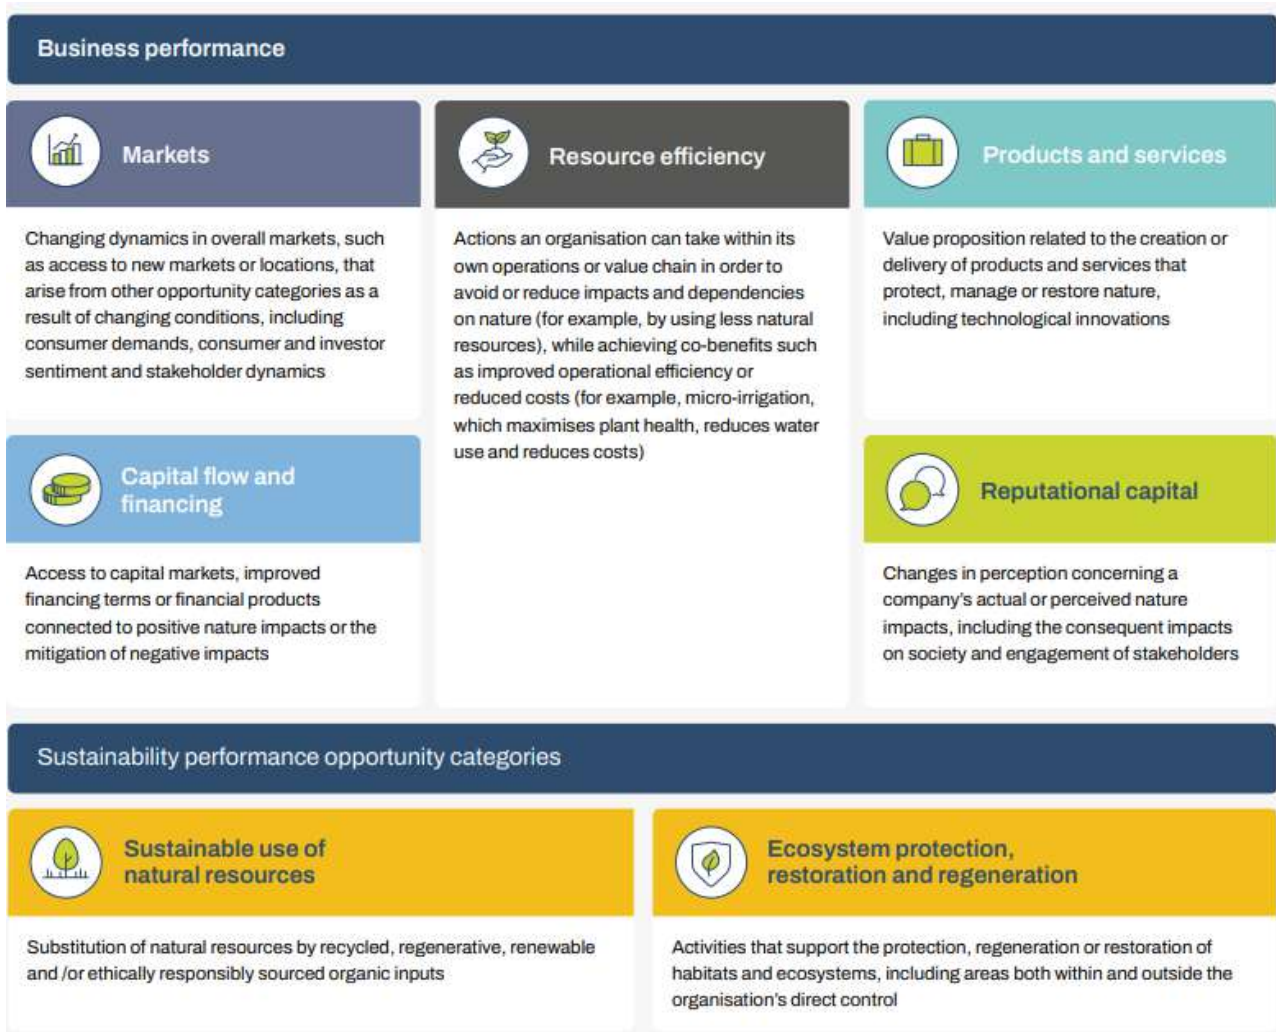 Business performance
Markets
Changing dynamics in overall markets, such
as access to new markets or locations, that
arise from other opportunity categories as a
result of changing conditions, including
consumer demands, consumer and investor
sentiment and stakeholder dynamics
Resource efficiency
Actions an organisation can take within its
own operations or value chain in order to
avoid or reduce impacts and dependencies
on nature (for example, by using less natural
resources), while achieving co-benefits such
as improved operational efficiency or
reduced costs (for example, micro-irrigation,
which maximises plant health, reduces water
use and reduces costs)
Products and services
Value proposition related to the creation or
delivery of products and services that
protect, manage or restore nature,
including technological innovations
Capital flow and
financing
Access to capital markets, improved
financing terms or financial products
connected to positive nature impacts or the
mitigation of negative impacts
Reputational capital
Changes in perception concerning a
company's actual or perceived nature
impacts, including the consequent impacts
on society and engagement of stakeholders
Sustainability performance opportunity categories
Sustainable use of
natural resources
Substitution of natural resources by recycled, regenerative, renewable
and /or ethically responsibly sourced organic inputs
Ecosystem protection,
restoration and regeneration
Activities that support the protection, regeneration or restoration of
habitats and ecosystems, including areas both within and outside the
organisation's direct control